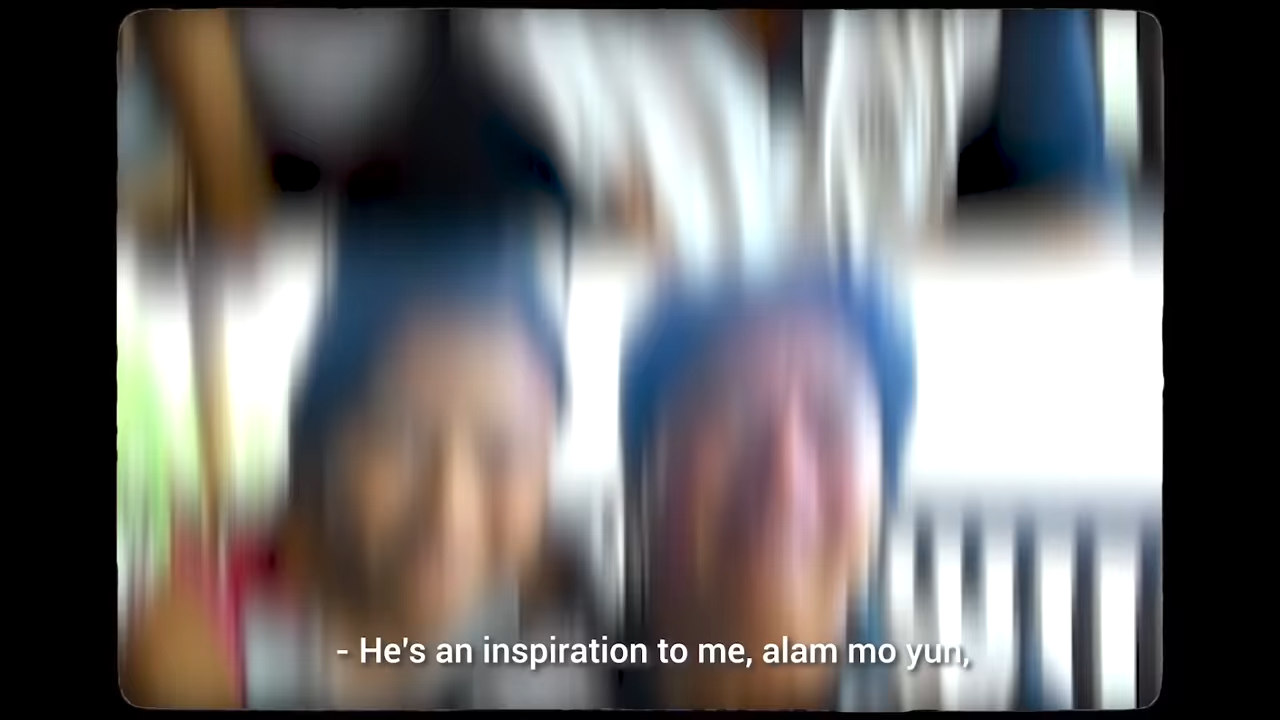 - He's an inspiration to me, alam mo yun,